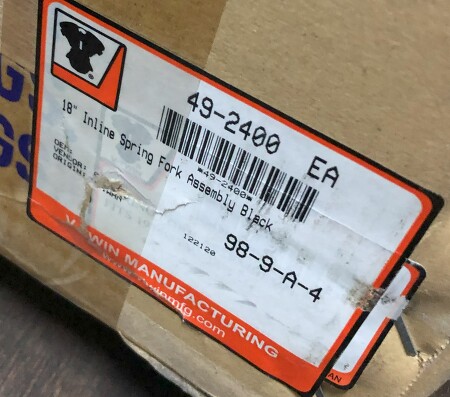 49-2400 EA
*49-2400*
18" Inline Spring Fork Assembly Black
DEPT:
VENDOR:
ORIGIN:
122120 98-9-A-4
MANUFACTURING
.com